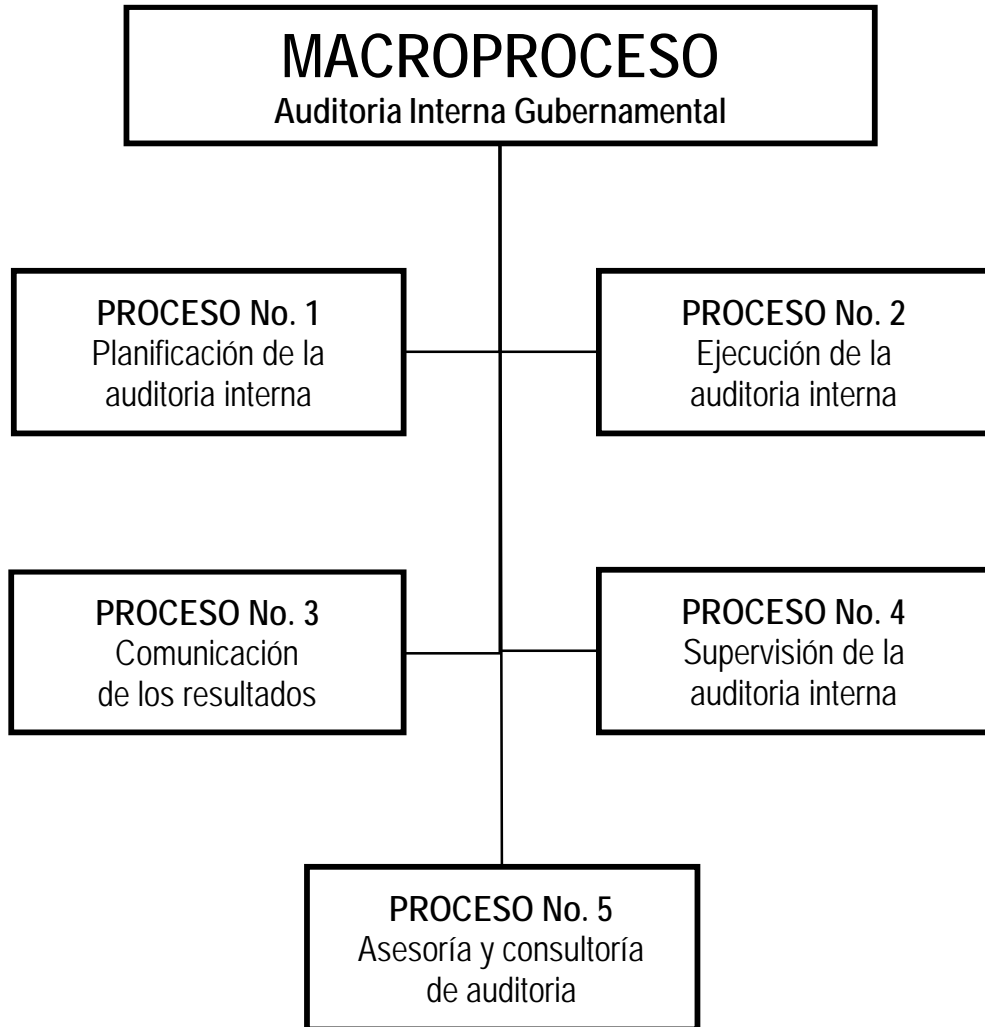 MACROPROCESO
Auditoria Interna Gubernamental
PROCESO No. 1
Planificación de la
auditoria interna
PROCESO No. 2
Ejecución de la
auditoria interna
PROCESO No. 3
Comunicación
de los resultados
PROCESO No. 4
Supervisión de la
auditoria interna
PROCESO No. 5
Asesoría y consultoría
de auditoria